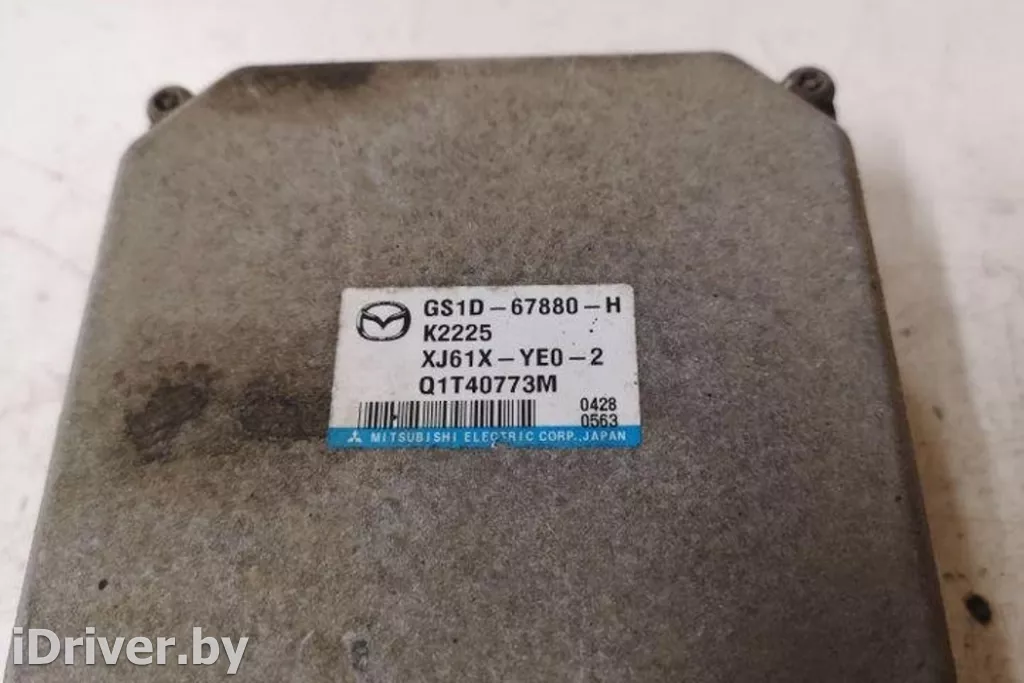 GS1D-67880-H
K2225
XJ61X-YE0-2
Q1T40773M
0428
0563
MITSUBISHI ELECTRIC CORP., JAPAN
iDriver.by